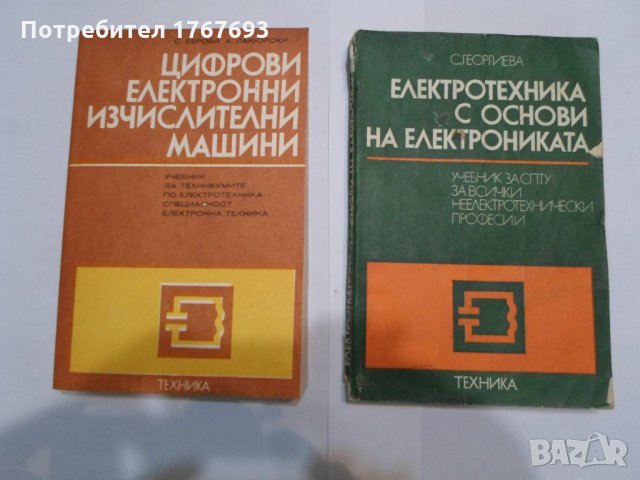 Потребител 1767693
ЦИФРОВИ
ЕЛЕКТРОННИ
ИЗЧИСЛИТЕЛНИ
МАШИНИ
УЧЕБНИК
ЗА ТЕХНИКУМИТЕ
ПО ЕЛЕКТРОТЕХНИКА
СПЕЦИАЛНОСТ
ЕЛЕКТРОННА ТЕХНИКА
ТЕХНИКА
С. ГЕОРГИЕВА
ЕЛЕКТРОТЕХНИКА
С ОСНОВИ
НА ЕЛЕКТРОНИКАТА
УЧЕБНИК ЗА СПТУ
ЗА ВСИЧКИ
НЕЕЛЕКТРОТЕХНИЧЕСКИ
ПРОФЕСИИ
ТЕХНИКА
BAZAR